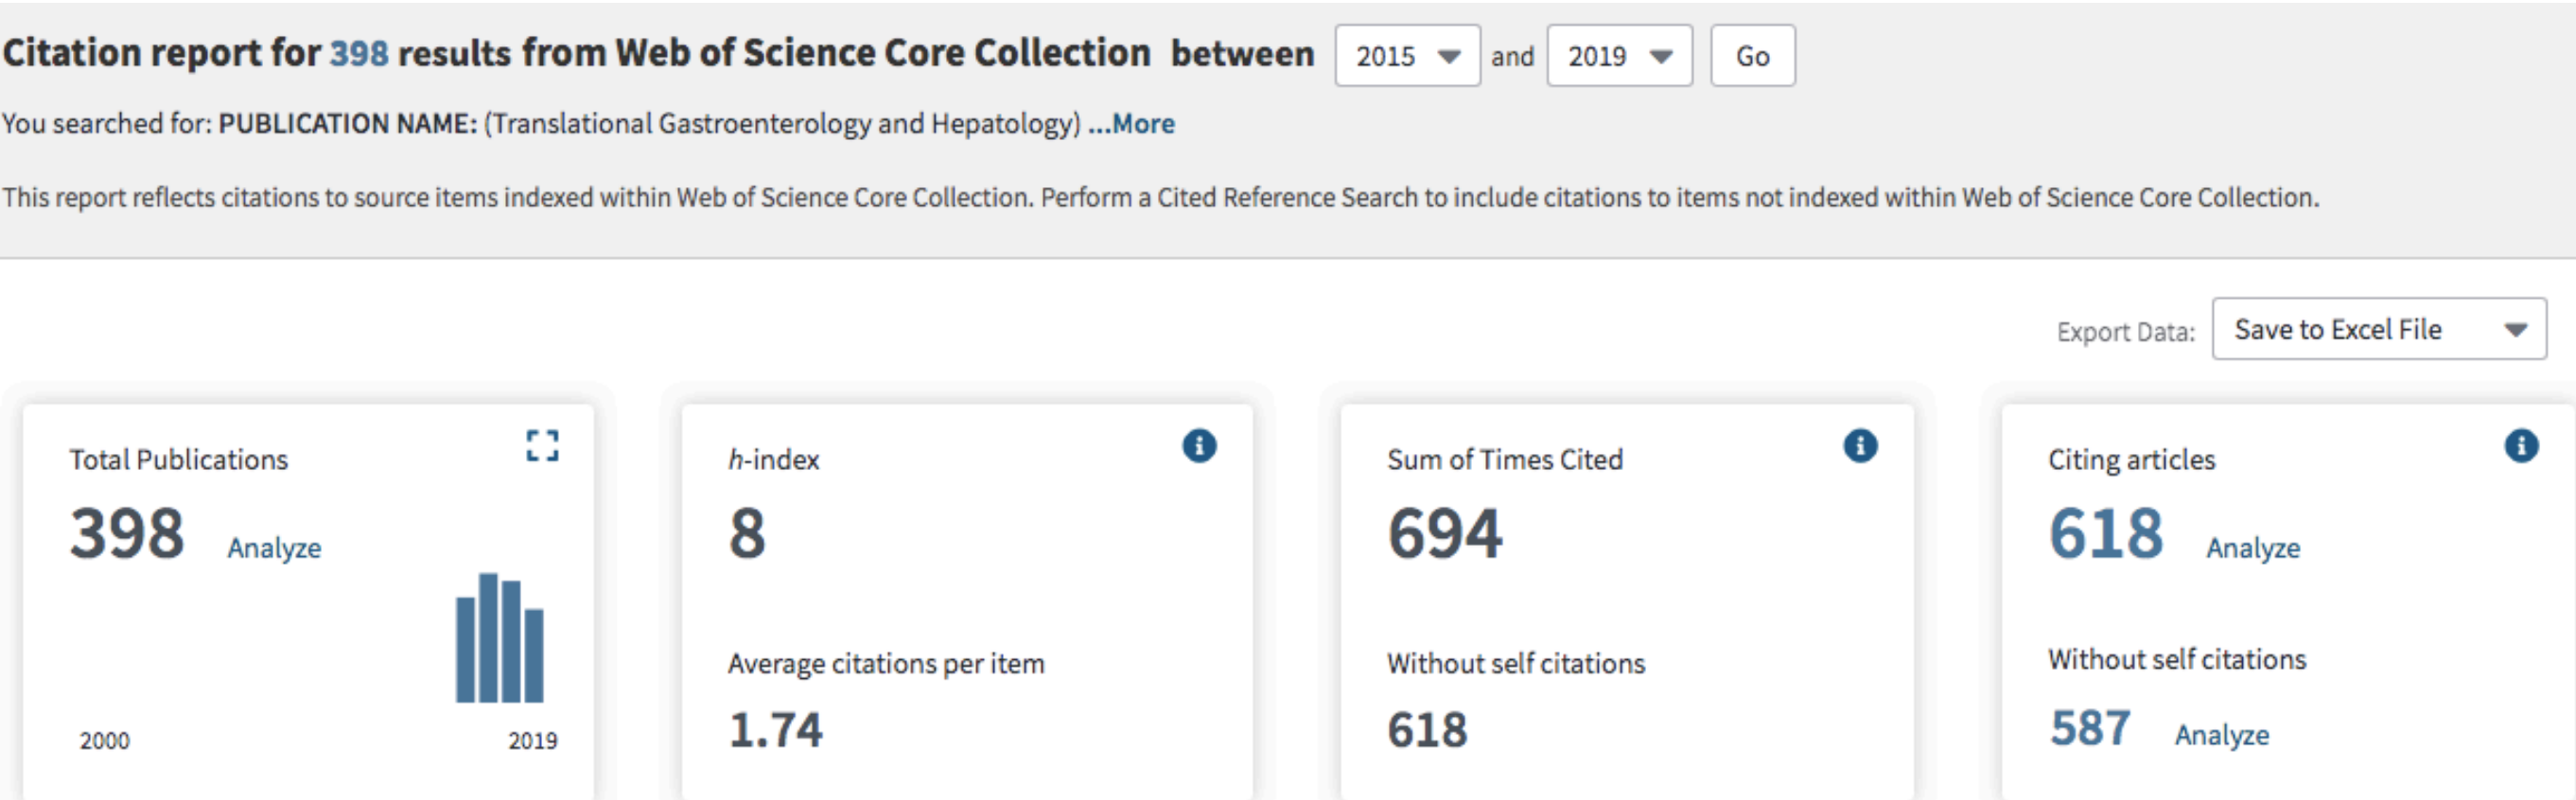 Citation report for 398 results from Web of Science Core Collection between 2015 and 2019 Go
You searched for: PUBLICATION NAME: (Translational Gastroenterology and Hepatology) ...More
This report reflects citations to source items indexed within Web of Science Core Collection. Perform a Cited Reference Search to include citations to items not indexed within Web of Science Core Collection.
Export Data: Save to Excel File
Total Publications
398 Analyze
2000 2019
h-index
8
Average citations per item
1.74
Sum of Times Cited
694
Without self citations
618
Citing articles
618 Analyze
Without self citations
587 Analyze